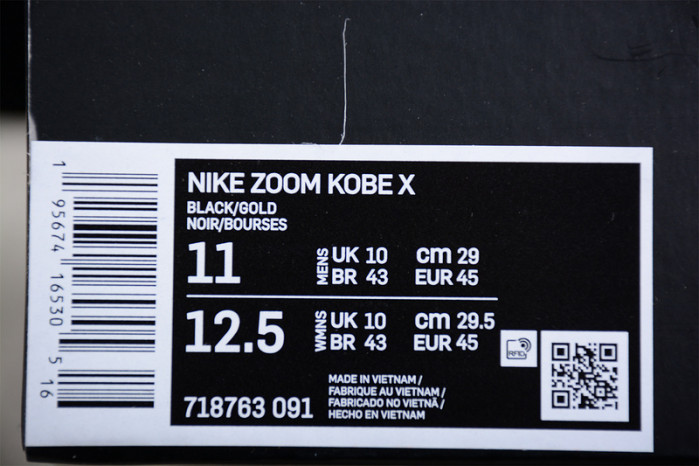 1 95674 16530 5 16
NIKE ZOOM KOBE X
BLACK/GOLD
NOIR/BOURSES
11 MENS UK 10 cm 29
BR 43 EUR 45
12.5 WMNS UK 10 cm 29.5
BR 43 EUR 45
RFID
718763 091
MADE IN VIETNAM /
FABRIQUE AU VIETNAM /
FABRICADO NO VIETNÃ /
HECHO EN VIETNAM